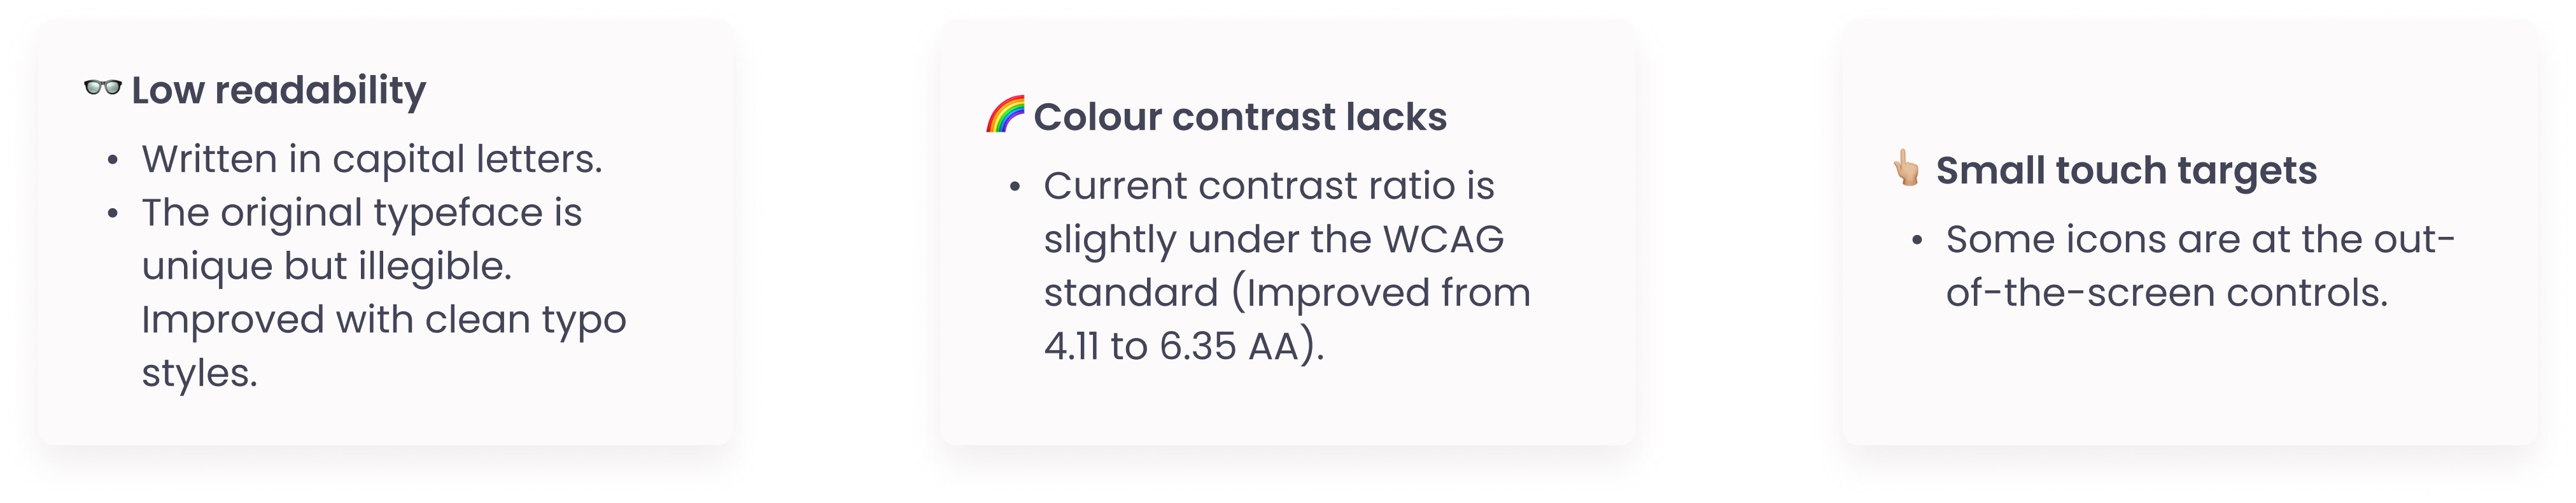 👓 Low readability
• Written in capital letters.
• The original typeface is
unique but illegible.
Improved with clean typo
styles.
🌈 Colour contrast lacks
• Current contrast ratio is
slightly under the WCAG
standard (Improved from
4.11 to 6.35 AA).
👆🏼 Small touch targets
• Some icons are at the out-
of-the-screen controls.